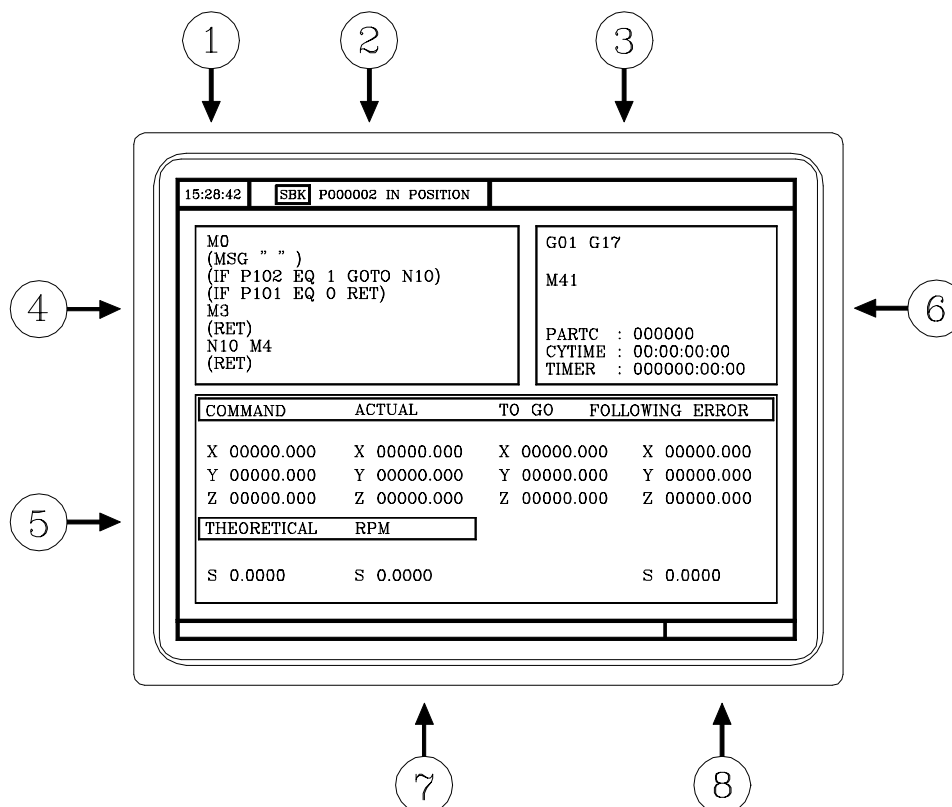 1 2 3
15:28:42 SBK P000002 IN POSITION
M0
(MSG " " )
(IF P102 EQ 1 GOTO N10)
(IF P101 EQ 0 RET)
M3
(RET)
N10 M4
(RET)
G01 G17
M41
PARTC : 000000
CYTIME : 00:00:00:00
TIMER : 000000:00:00
4
6
COMMAND ACTUAL TO GO FOLLOWING ERROR
X 00000.000 X 00000.000 X 00000.000 X 00000.000
Y 00000.000 Y 00000.000 Y 00000.000 Y 00000.000
Z 00000.000 Z 00000.000 Z 00000.000 Z 00000.000
5
THEORETICAL RPM
S 0.0000 S 0.0000 S 0.0000
7 8